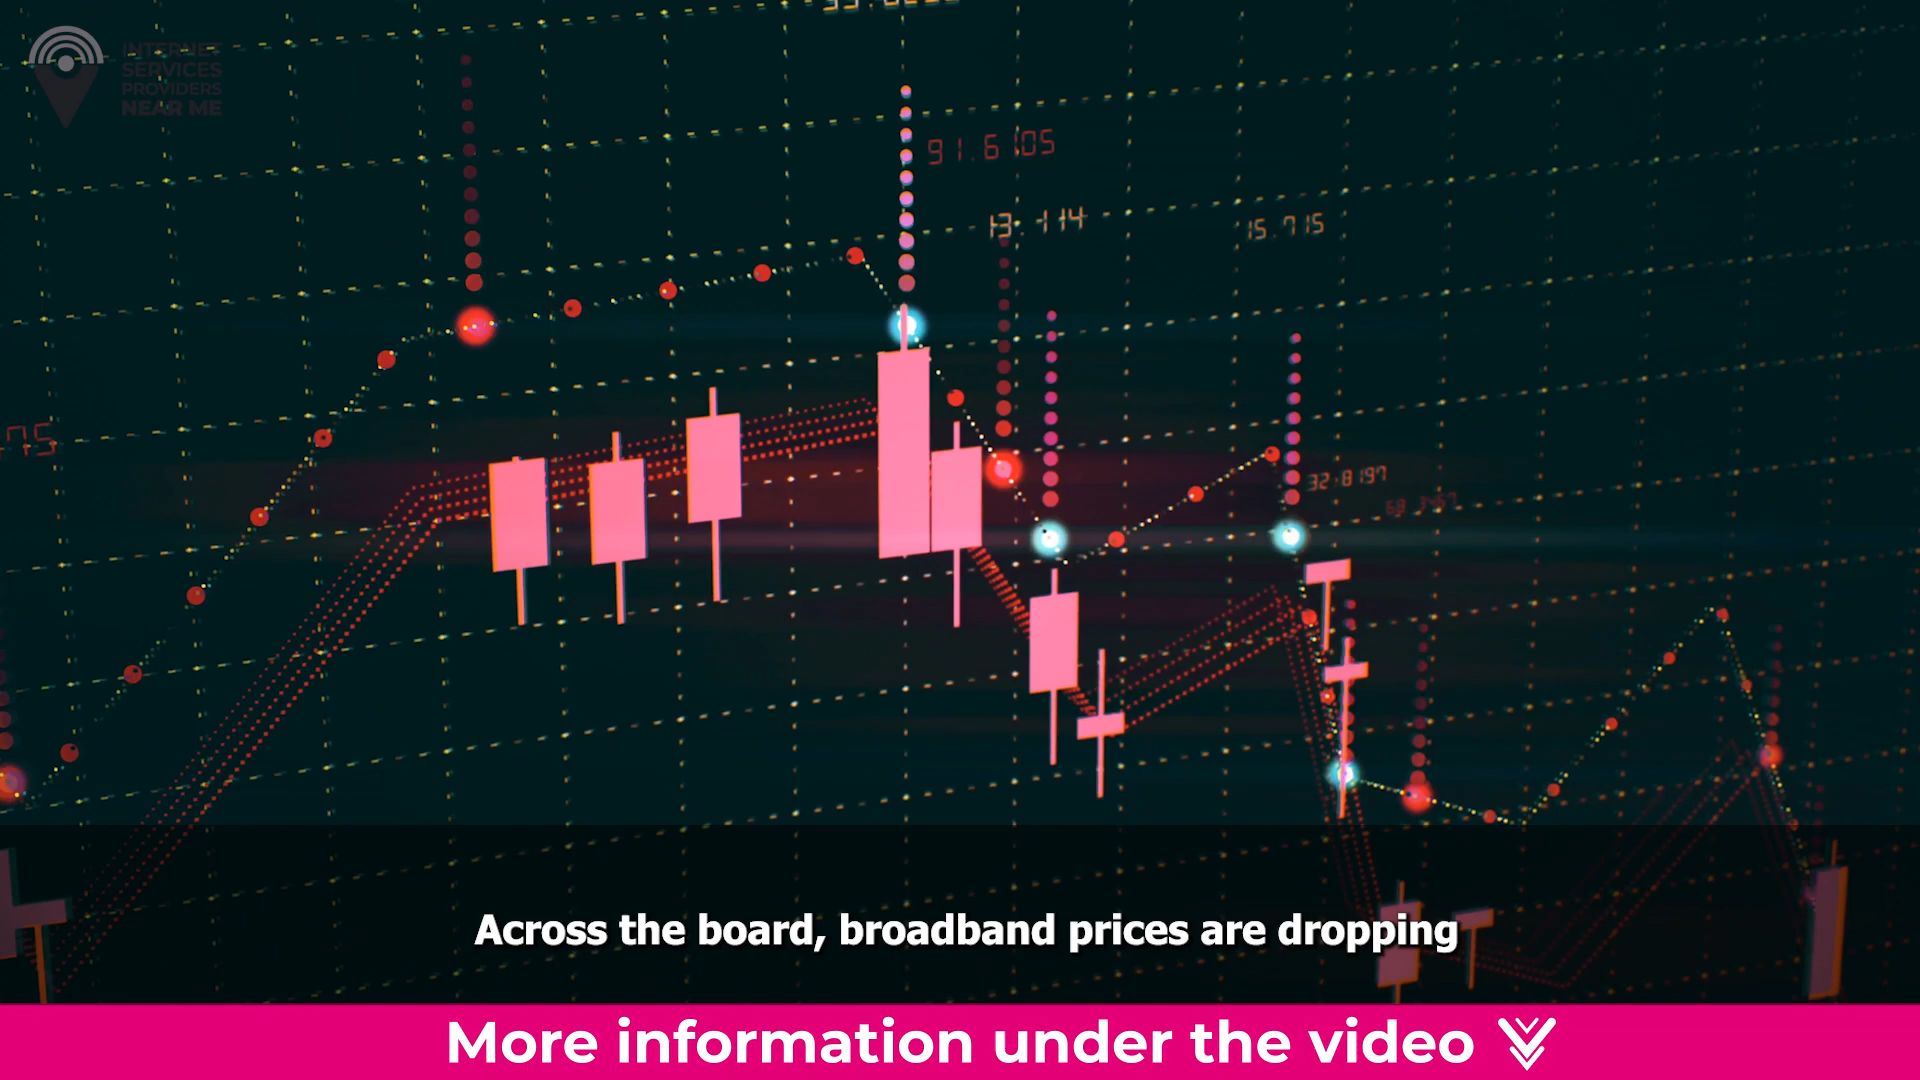 INTERNET
SERVICES
PROVIDERS
NEAR ME
91.6105
13.114
15.715
32.8197
Across the board, broadband prices are dropping
More information under the video